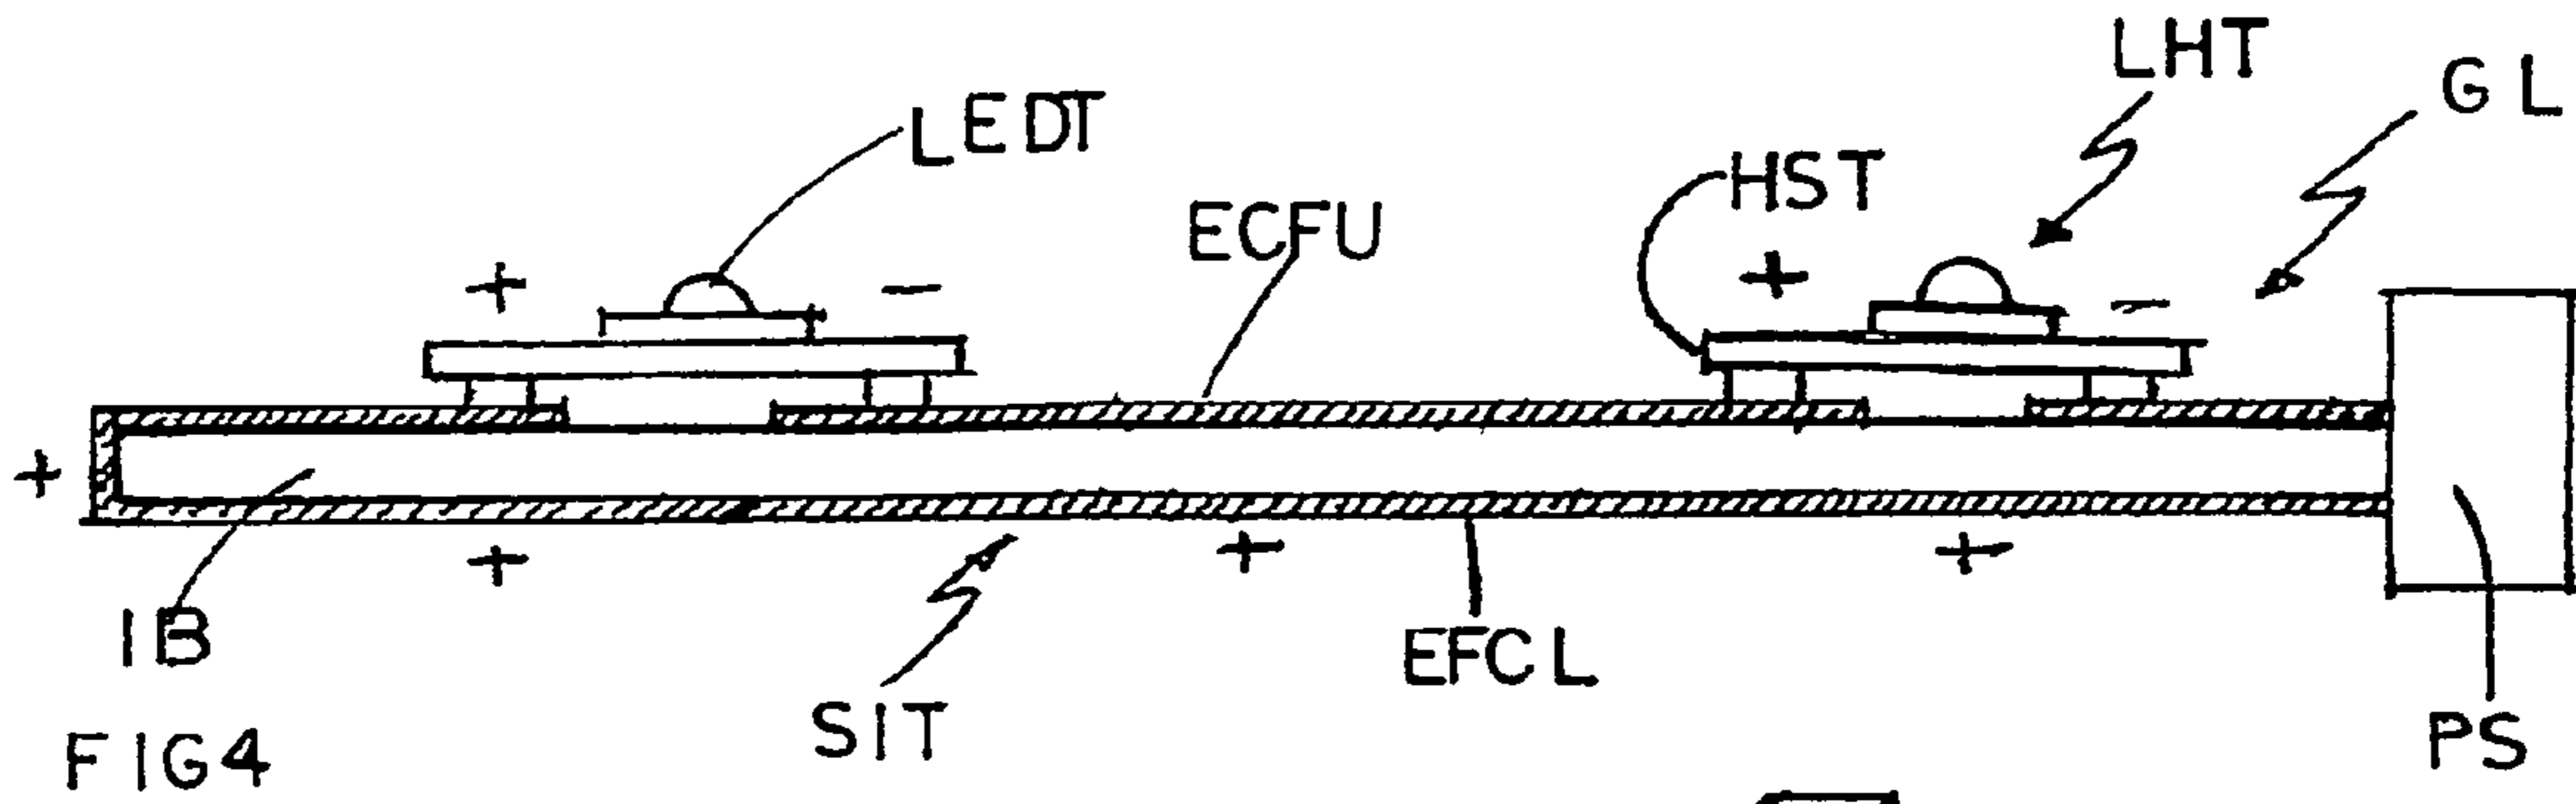 LHT
GL
LEDT
HST
ECFU
+
−
+
−
+
+
+
+
IB
EFCL
SIT
PS
FIG4